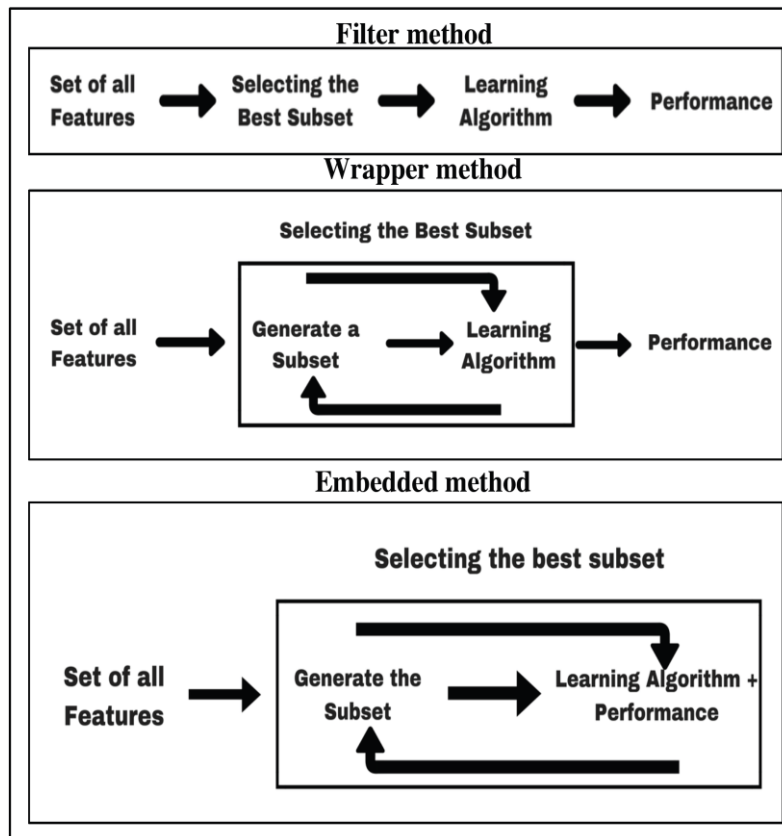 Filter method
Set of all
Features
Selecting the
Best Subset
Learning
Algorithm
Performance
Wrapper method
Selecting the Best Subset
Set of all
Features
Generate a
Subset
Learning
Algorithm
Performance
Embedded method
Selecting the best subset
Set of all
Features
Generate the
Subset
Learning Algorithm +
Performance